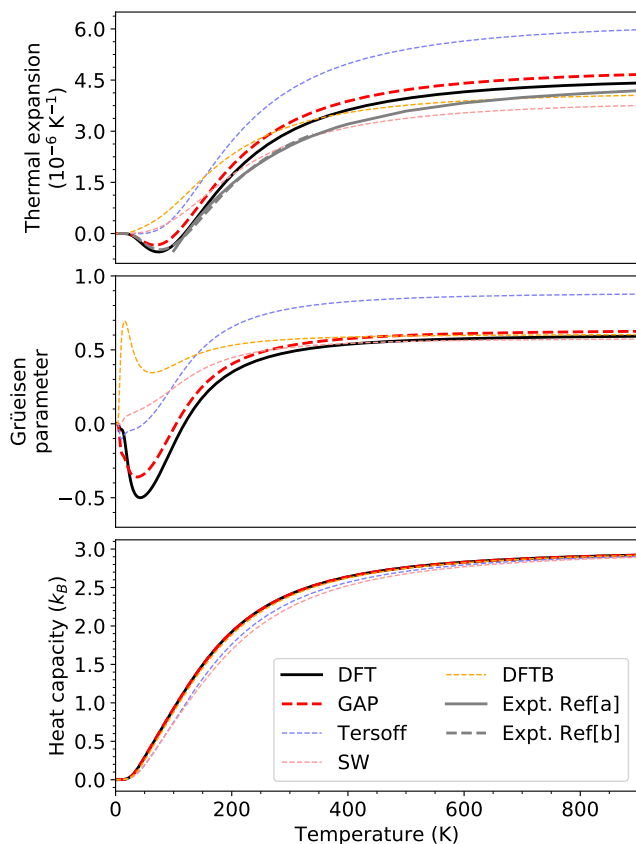 Thermal expansion
(10⁻⁶ K⁻¹)
6.0
4.5
3.0
1.5
0.0
Grüeisen
parameter
1.0
0.5
0.0
−0.5
Heat capacity (k_B)
3.0
2.5
2.0
1.5
1.0
0.5
0.0
DFT
GAP
Tersoff
SW
DFTB
Expt. Ref[a]
Expt. Ref[b]
0 200 400 600 800
Temperature (K)